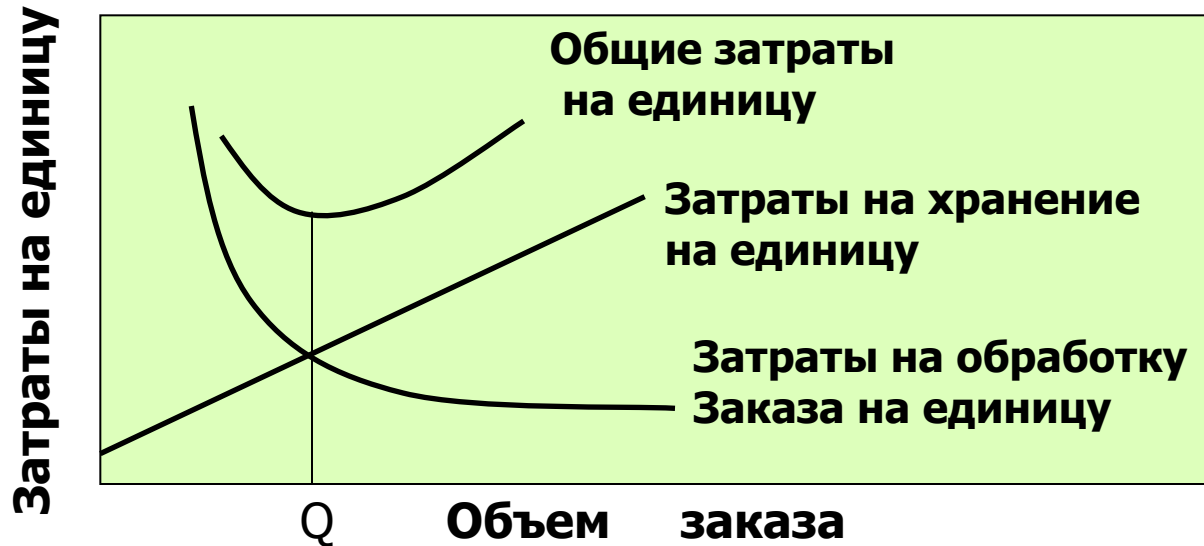 Затраты на единицу
Общие затраты
на единицу
Затраты на хранение
на единицу
Затраты на обработку
Заказа на единицу
Q Объем заказа